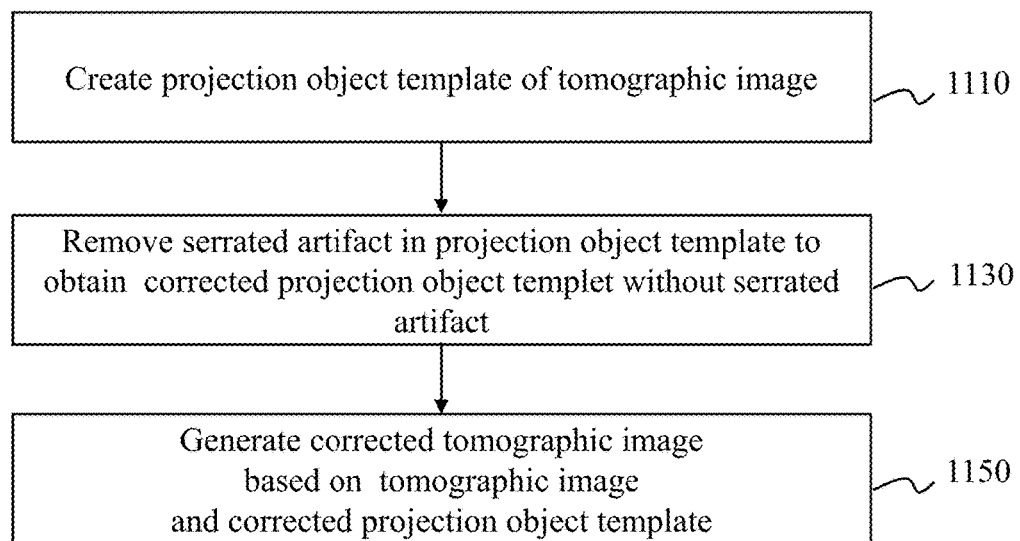 Create projection object template of tomographic image
1110
Remove serrated artifact in projection object template to
obtain corrected projection object templet without serrated
artifact
1130
Generate corrected tomographic image
based on tomographic image
and corrected projection object template
1150